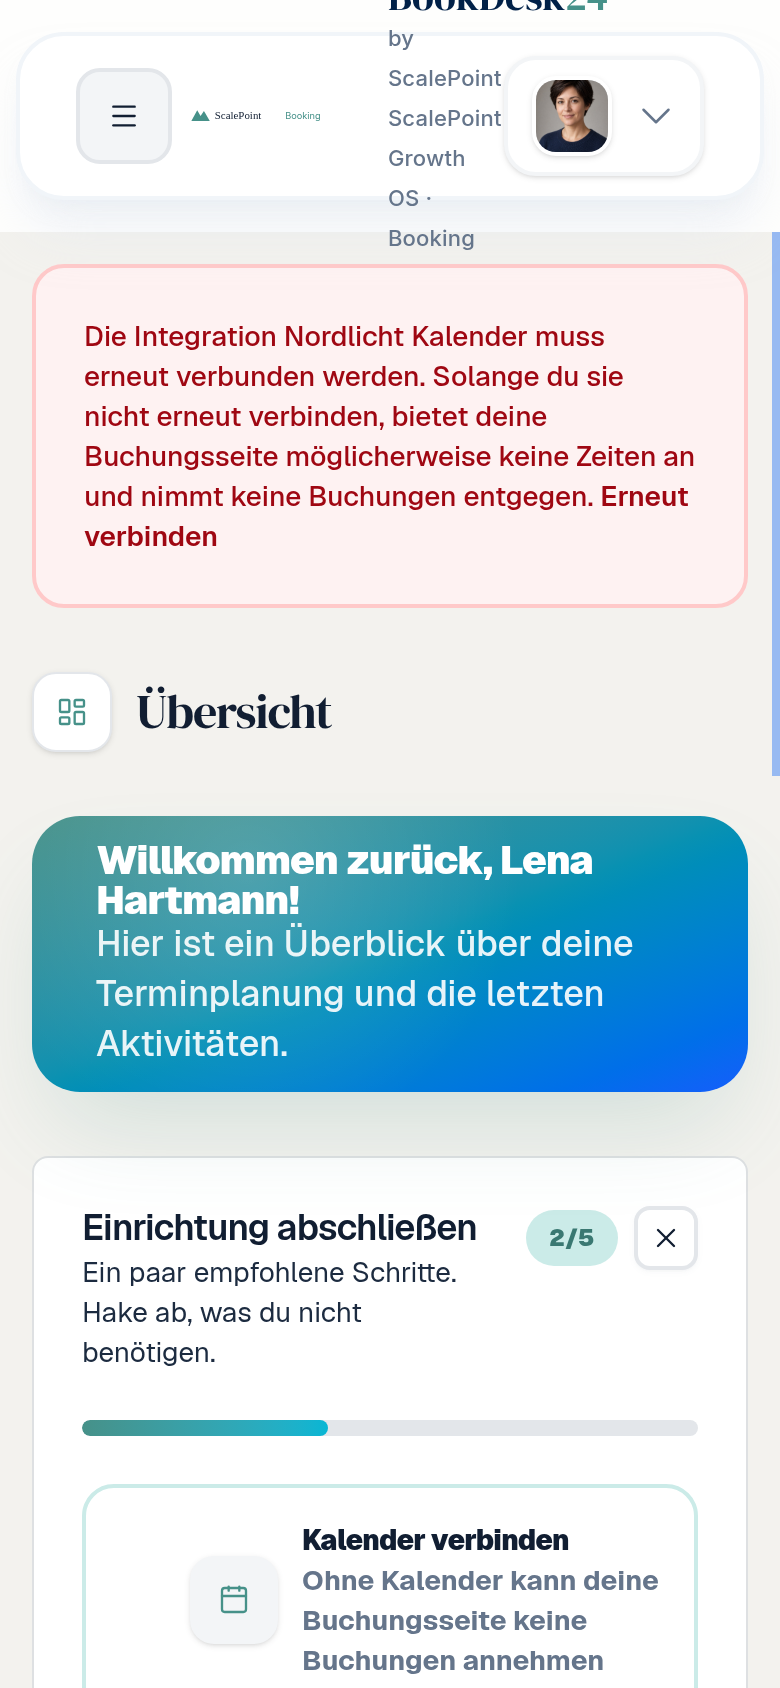 BookDesk24
by
ScalePoint
ScalePoint
Growth
OS ·
Booking
ScalePoint Booking
Die Integration Nordlicht Kalender muss
erneut verbunden werden. Solange du sie
nicht erneut verbinden, bietet deine
Buchungsseite möglicherweise keine Zeiten an
und nimmt keine Buchungen entgegen. Erneut
verbinden
Übersicht
Willkommen zurück, Lena
Hartmann!
Hier ist ein Überblick über deine
Terminplanung und die letzten
Aktivitäten.
Einrichtung abschließen
2/5
Ein paar empfohlene Schritte.
Hake ab, was du nicht
benötigen.
Kalender verbinden
Ohne Kalender kann deine
Buchungsseite keine
Buchungen annehmen